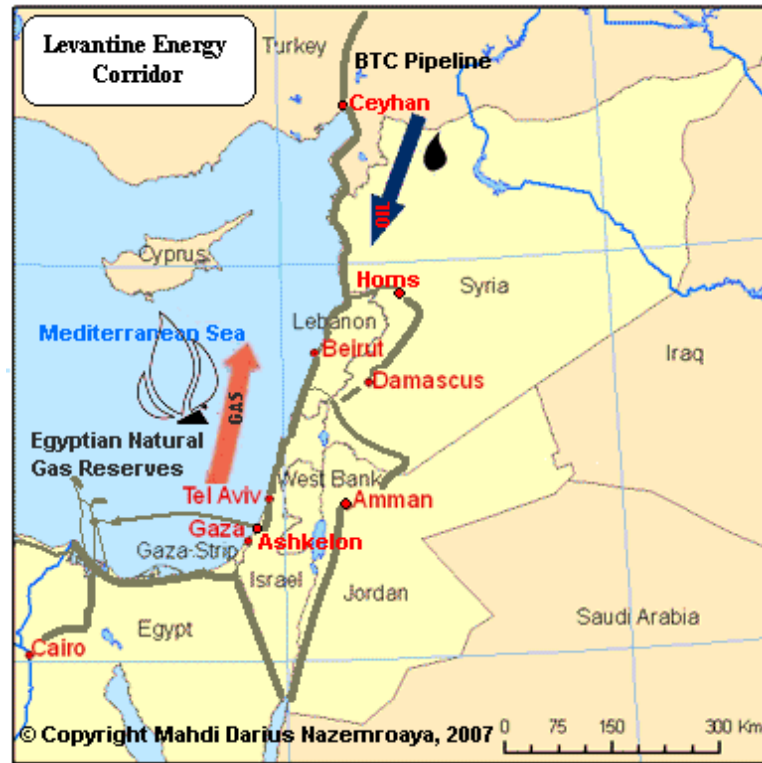 Levantine Energy
Corridor
Turkey
BTC Pipeline
Ceyhan
OIL
Cyprus
Homs
Syria
Mediterranean Sea
Lebanon
Beirut
Iraq
Damascus
GAS
Egyptian Natural
Gas Reserves
West Bank
Tel Aviv
Amman
Gaza
Ashkelon
Gaza-Strip
Israel
Jordan
Egypt
Saudi Arabia
Cairo
© Copyright Mahdi Darius Nazemroaya, 2007
0 75 150 300 Km